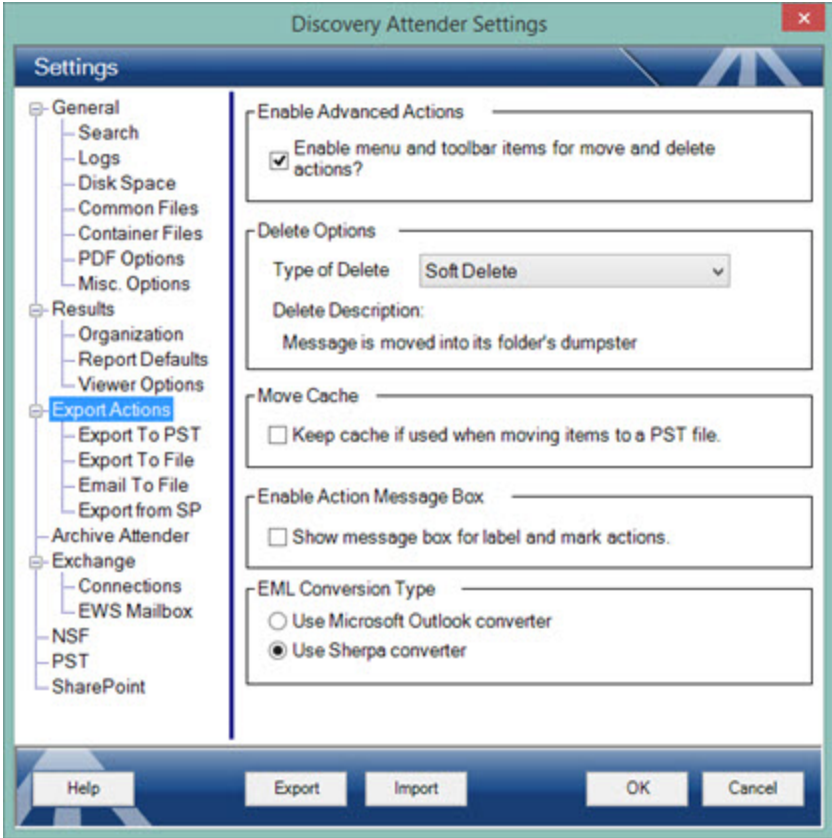 Discovery Attender Settings
Settings
General
Search
Logs
Disk Space
Common Files
Container Files
PDF Options
Misc. Options
Results
Organization
Report Defaults
Viewer Options
Export Actions
Export To PST
Export To File
Email To File
Export from SP
Archive Attender
Exchange
Connections
EWS Mailbox
NSF
PST
SharePoint
Enable Advanced Actions
Enable menu and toolbar items for move and delete
actions?
Delete Options
Type of Delete Soft Delete
Delete Description:
Message is moved into its folder's dumpster
Move Cache
Keep cache if used when moving items to a PST file.
Enable Action Message Box
Show message box for label and mark actions.
EML Conversion Type
Use Microsoft Outlook converter
Use Sherpa converter
Help Export Import OK Cancel